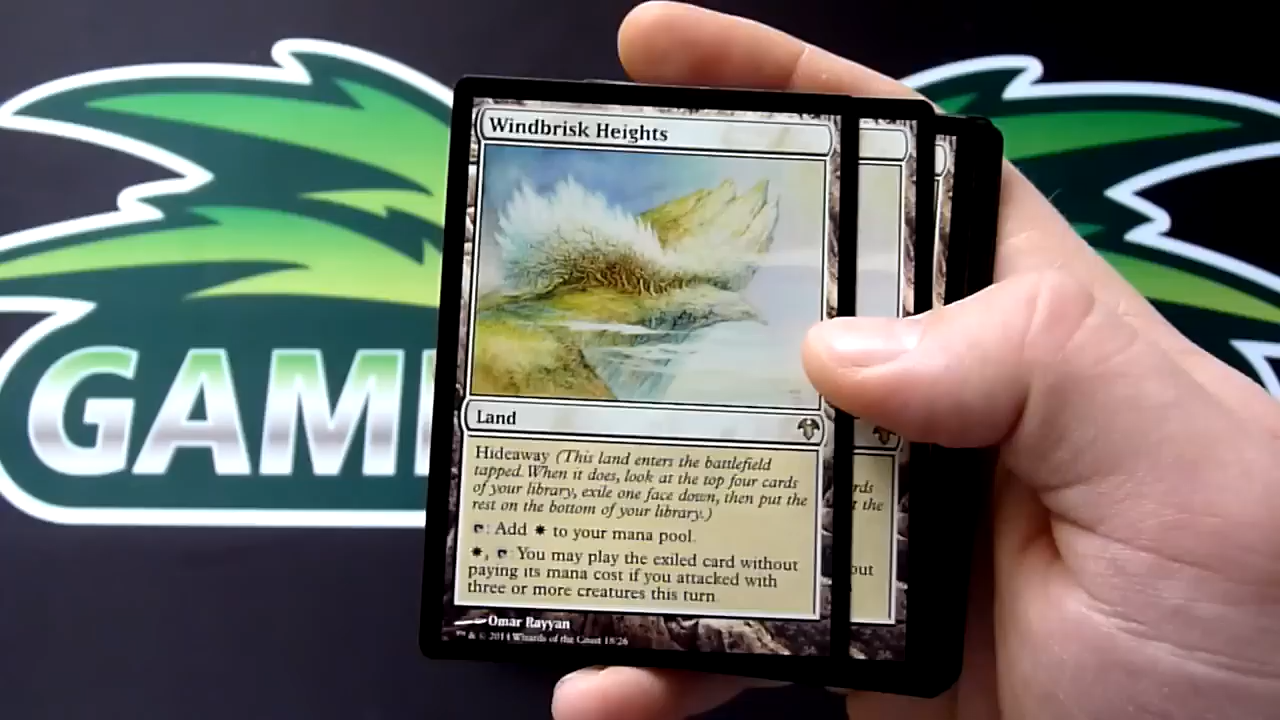 Windbrisk Heights
GAM
Land
Hideaway (This land enters the battlefield
tapped. When it does, look at the top four cards
of your library, exile one face down, then put the
rest on the bottom of your library.)
: Add to your mana pool.
, : You may play the exiled card without
paying its mana cost if you attacked with
three or more creatures this turn.
Omar Rayyan
™ & © 2014 Wizards of the Coast 18/26
rds
t the
out